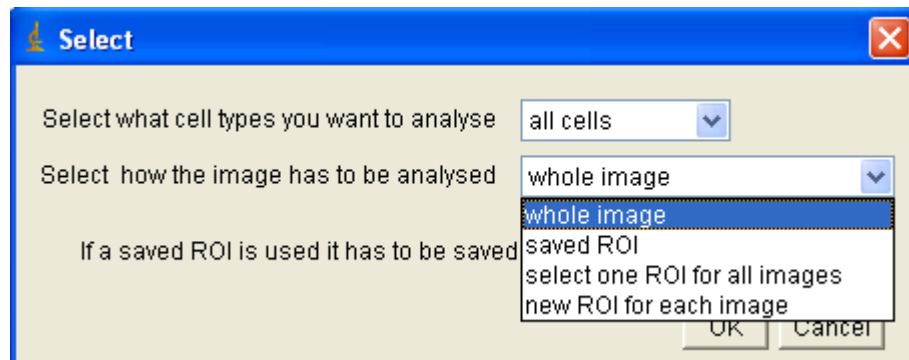 Select
Select what cell types you want to analyse all cells
Select how the image has to be analysed whole image
whole image
saved ROI
If a saved ROI is used it has to be saved
select one ROI for all images
new ROI for each image
OK Cancel